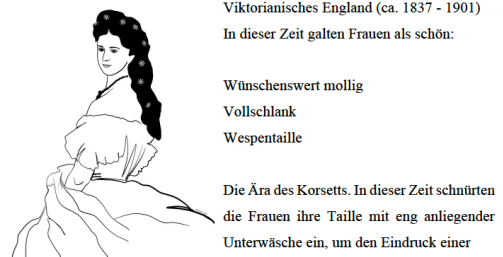 Viktorianisches England (ca. 1837 - 1901)
In dieser Zeit galten Frauen als schön:
Wünschenswert mollig
Vollschlank
Wespentaille
Die Ära des Korsetts. In dieser Zeit schnürten
die Frauen ihre Taille mit eng anliegender
Unterwäsche ein, um den Eindruck einer